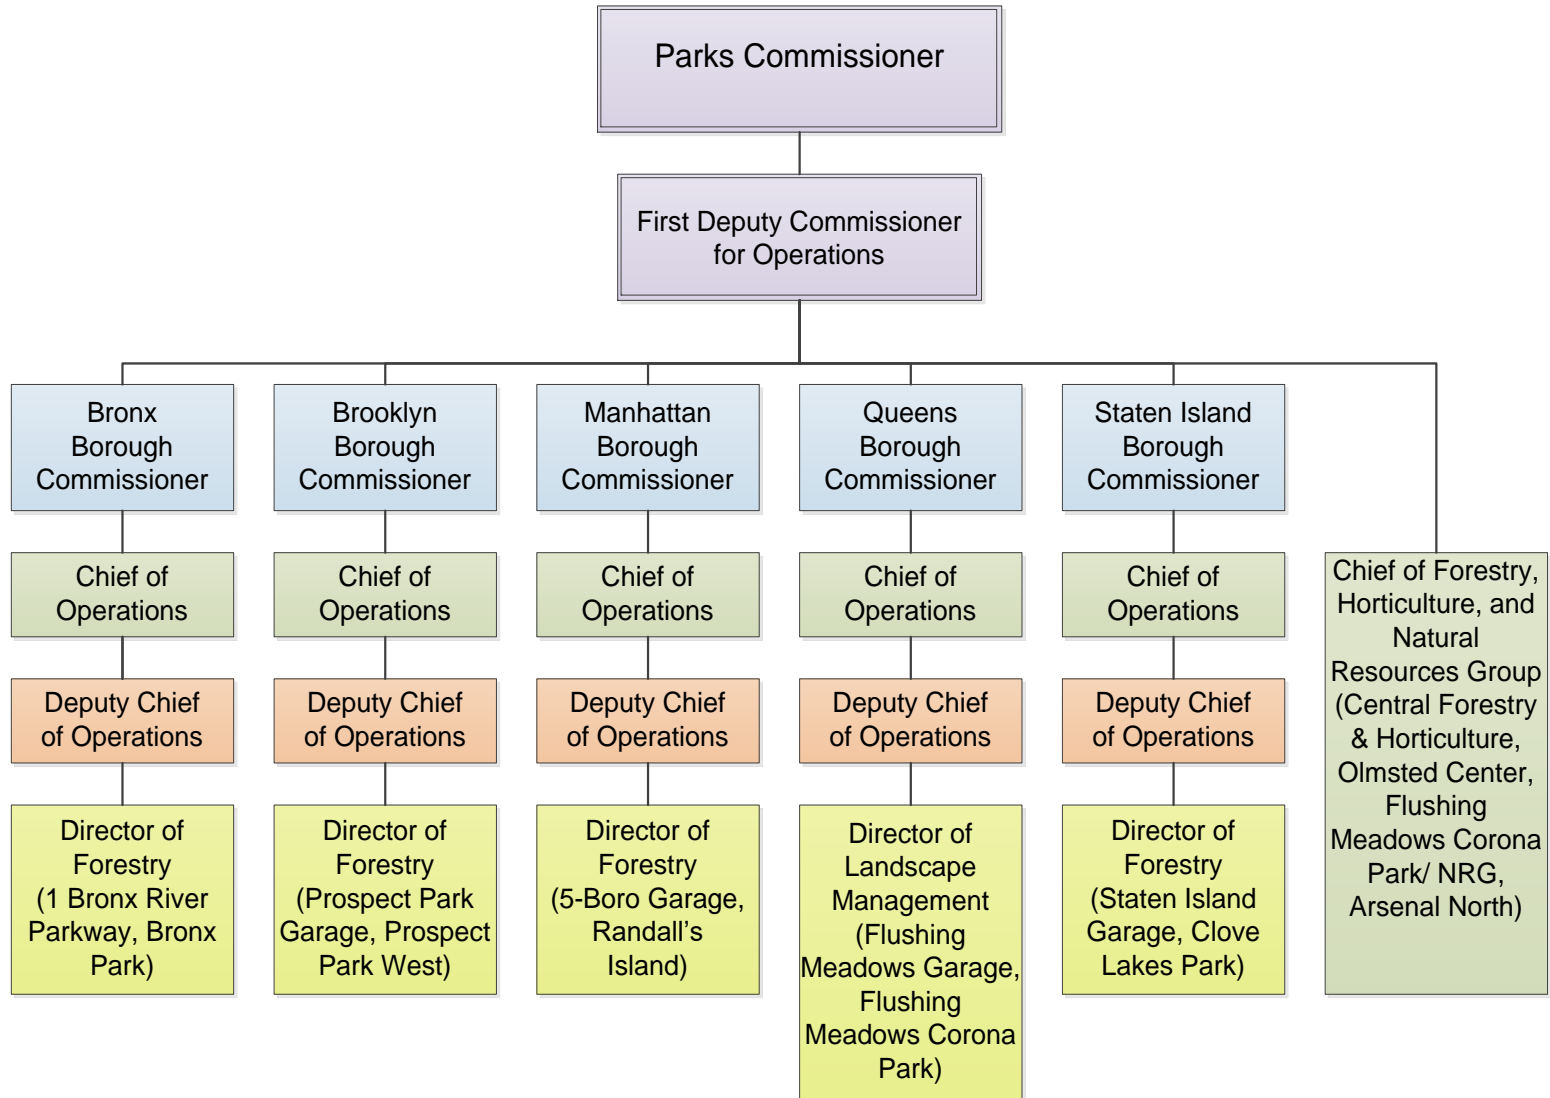 Parks Commissioner
First Deputy Commissioner
for Operations
Bronx
Borough
Commissioner
Brooklyn
Borough
Commissioner
Manhattan
Borough
Commissioner
Queens
Borough
Commissioner
Staten Island
Borough
Commissioner
Chief of
Operations
Chief of
Operations
Chief of
Operations
Chief of
Operations
Chief of
Operations
Chief of Forestry,
Horticulture, and
Natural
Resources Group
(Central Forestry
& Horticulture,
Olmsted Center,
Flushing
Meadows Corona
Park/ NRG,
Arsenal North)
Deputy Chief
of Operations
Deputy Chief
of Operations
Deputy Chief
of Operations
Deputy Chief
of Operations
Deputy Chief
of Operations
Director of
Forestry
(1 Bronx River
Parkway, Bronx
Park)
Director of
Forestry
(Prospect Park
Garage, Prospect
Park West)
Director of
Forestry
(5-Boro Garage,
Randall’s
Island)
Director of
Landscape
Management
(Flushing
Meadows Garage,
Flushing
Meadows Corona
Park)
Director of
Forestry
(Staten Island
Garage, Clove
Lakes Park)